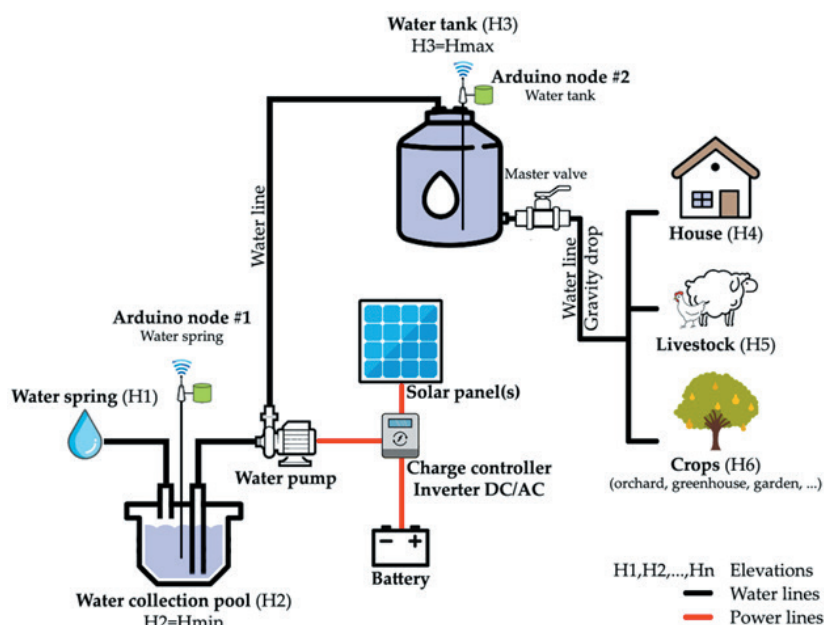 Water tank (H3)
H3=Hmax
Arduino node #2
Water tank
Master valve
Water line
Water line
Gravity drop
House (H4)
Livestock (H5)
Crops (H6)
(orchard, greenhouse, garden, ...)
Arduino node #1
Water spring
Water spring (H1)
Solar panel(s)
Water pump
Charge controller
Inverter DC/AC
Battery
Water collection pool (H2)
H2=Hmin
H1,H2,...,Hn Elevations
Water lines
Power lines